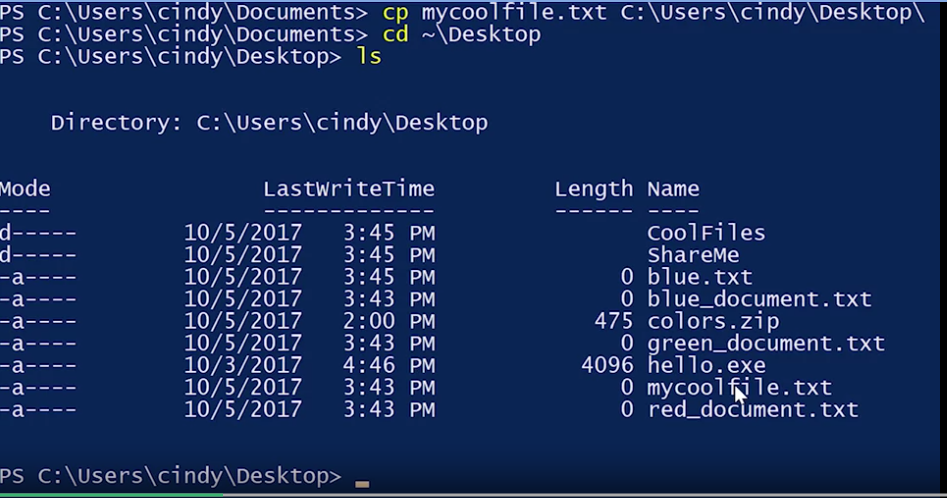 PS C:\Users\cindy\Documents> cp mycoolfile.txt C:\Users\cindy\Desktop\
PS C:\Users\cindy\Documents> cd ~\Desktop
PS C:\Users\cindy\Desktop> ls
Directory: C:\Users\cindy\Desktop
Mode LastWriteTime Length Name
---- ------------- ------ ----
d----- 10/5/2017 3:45 PM CoolFiles
d----- 10/5/2017 3:45 PM ShareMe
-a---- 10/5/2017 3:45 PM 0 blue.txt
-a---- 10/5/2017 3:43 PM 0 blue_document.txt
-a---- 10/5/2017 2:00 PM 475 colors.zip
-a---- 10/5/2017 3:43 PM 0 green_document.txt
-a---- 10/3/2017 4:46 PM 4096 hello.exe
-a---- 10/5/2017 3:43 PM 0 mycoolfile.txt
-a---- 10/5/2017 3:43 PM 0 red_document.txt
PS C:\Users\cindy\Desktop> _